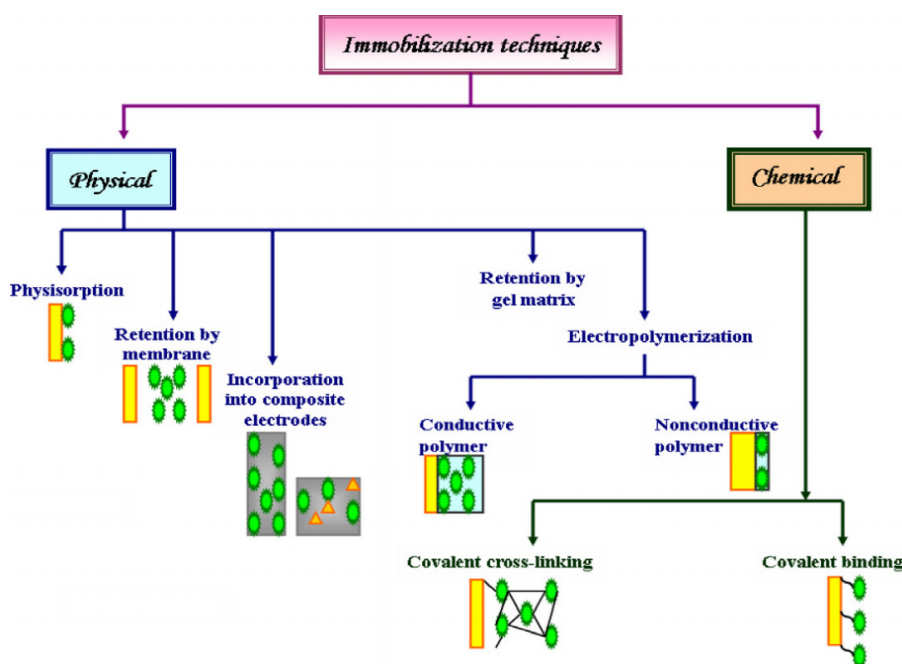 Immobilization techniques
Physical
Chemical
Physisorption
Retention by
membrane
Incorporation
into composite
electrodes
Retention by
gel matrix
Electropolymerization
Conductive
polymer
Nonconductive
polymer
Covalent cross-linking
Covalent binding